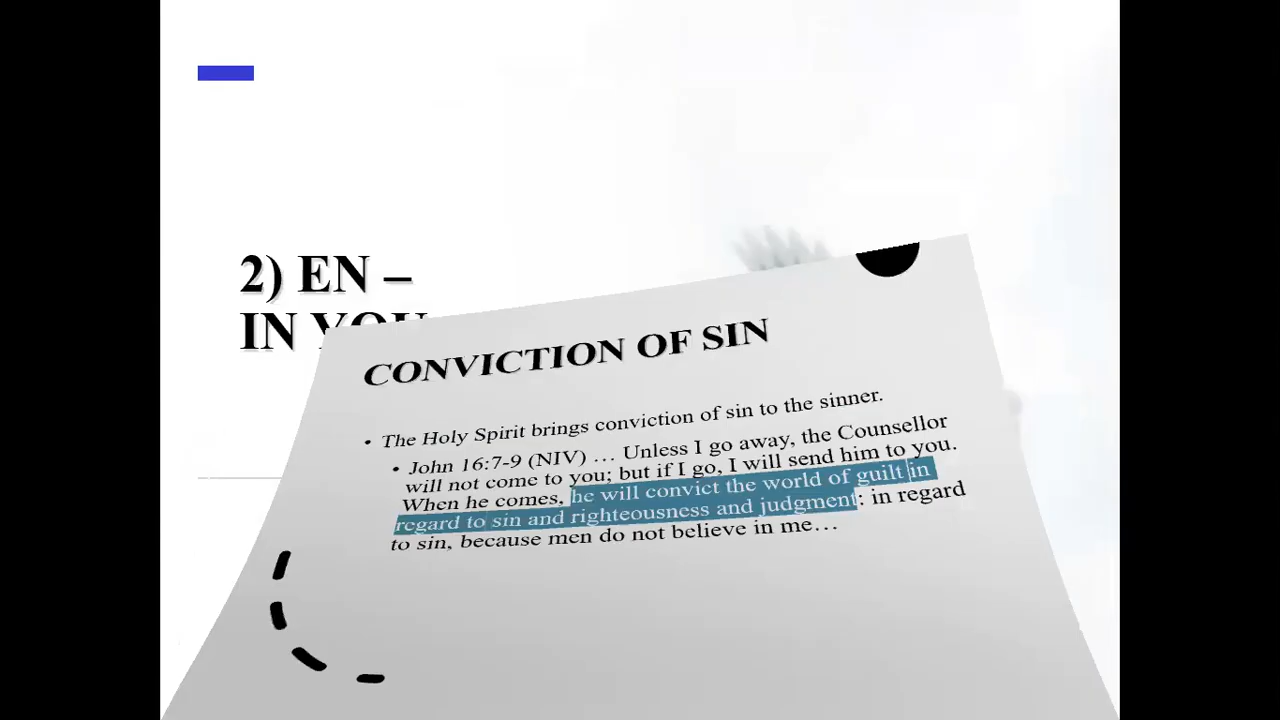 2) EN –
IN YOU
CONVICTION OF SIN
• The Holy Spirit brings conviction of sin to the sinner.
• John 16:7-9 (NIV) … Unless I go away, the Counsellor
will not come to you; but if I go, I will send him to you.
When he comes, he will convict the world of guilt in
regard to sin and righteousness and judgment: in regard
to sin, because men do not believe in me…